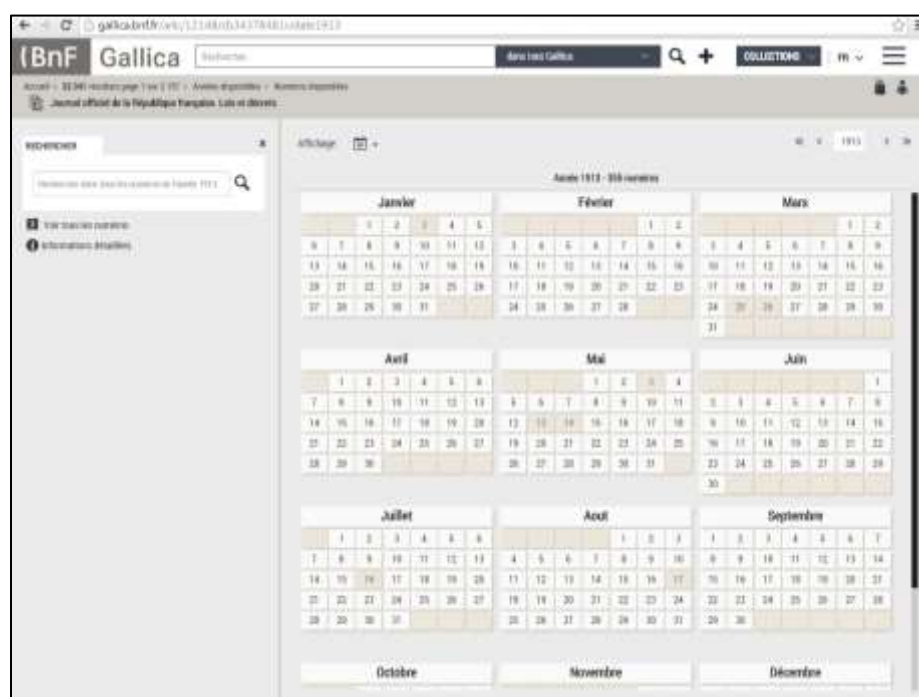 gallica.bnf.fr
BnF Gallica
Rechercher
dans tout Gallica
COLLECTIONS
FR
Journal officiel de la République française. Lois et décrets
RECHERCHER
Rechercher dans tous les numéros de l'année 1913
Voir tous les numéros
Informations détaillées
Affichage
1913
Janvier Février Mars
1 2 3 4 5 1 2 1 2
6 7 8 9 10 11 12 3 4 5 6 7 8 9 3 4 5 6 7 8 9
13 14 15 16 17 18 19 10 11 12 13 14 15 16 10 11 12 13 14 15 16
20 21 22 23 24 25 26 17 18 19 20 21 22 23 17 18 19 20 21 22 23
27 28 29 30 31 24 25 26 27 28 24 25 26 27 28 29 30
31
Avril Mai Juin
1 2 3 4 5 6 1 2 3 4 1
7 8 9 10 11 12 13 5 6 7 8 9 10 11 2 3 4 5 6 7 8
14 15 16 17 18 19 20 12 13 14 15 16 17 18 9 10 11 12 13 14 15
21 22 23 24 25 26 27 19 20 21 22 23 24 25 16 17 18 19 20 21 22
28 29 30 26 27 28 29 30 31 23 24 25 26 27 28 29
30
Juillet Aout Septembre
1 2 3 4 5 6 1 2 3 1 2 3 4 5 6 7
7 8 9 10 11 12 13 4 5 6 7 8 9 10 8 9 10 11 12 13 14
14 15 16 17 18 19 20 11 12 13 14 15 16 17 15 16 17 18 19 20 21
21 22 23 24 25 26 27 18 19 20 21 22 23 24 22 23 24 25 26 27 28
28 29 30 31 25 26 27 28 29 30 31 29 30
Octobre Novembre Décembre